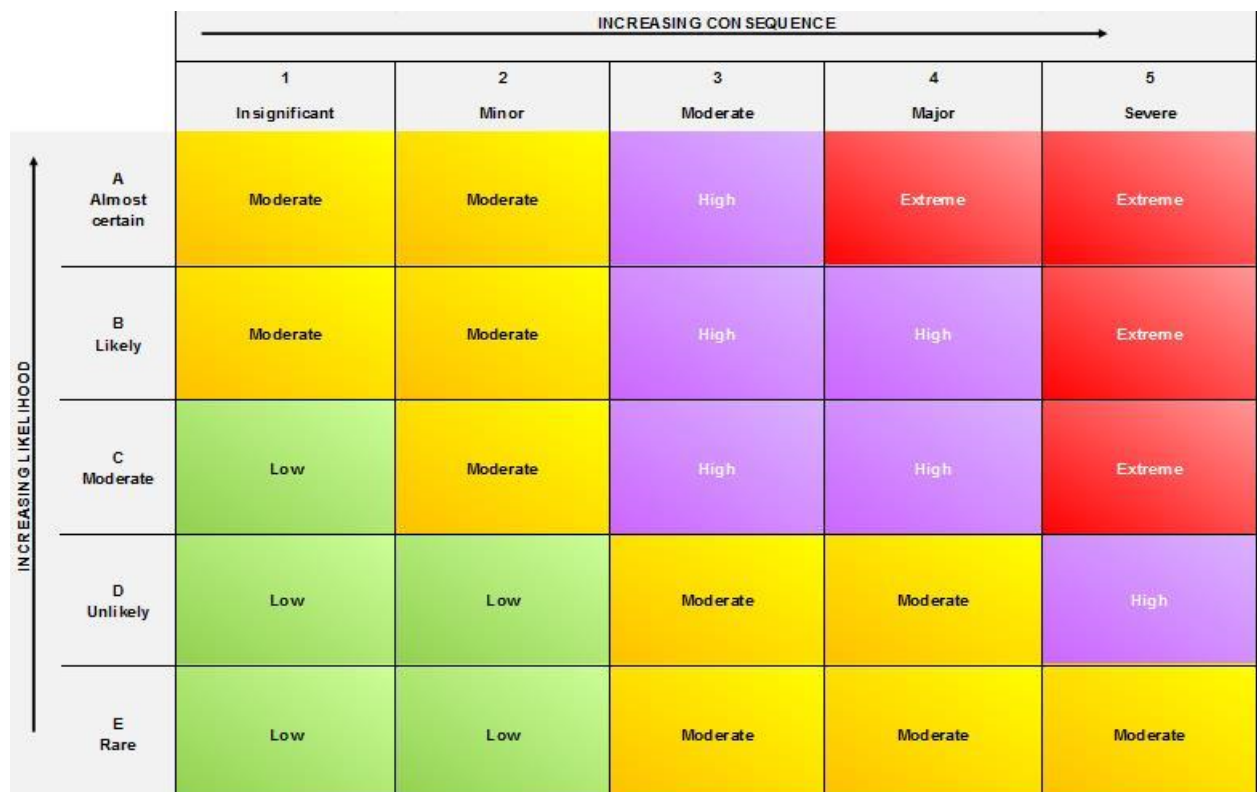 INCREASING CONSEQUENCE
1 2 3 4 5
Insignificant Minor Moderate Major Severe
INCREASING LIKELIHOOD
A
Almost
certain
Moderate Moderate High Extreme Extreme
B
Likely
Moderate Moderate High High Extreme
C
Moderate
Low Moderate High High Extreme
D
Unlikely
Low Low Moderate Moderate High
E
Rare
Low Low Moderate Moderate Moderate